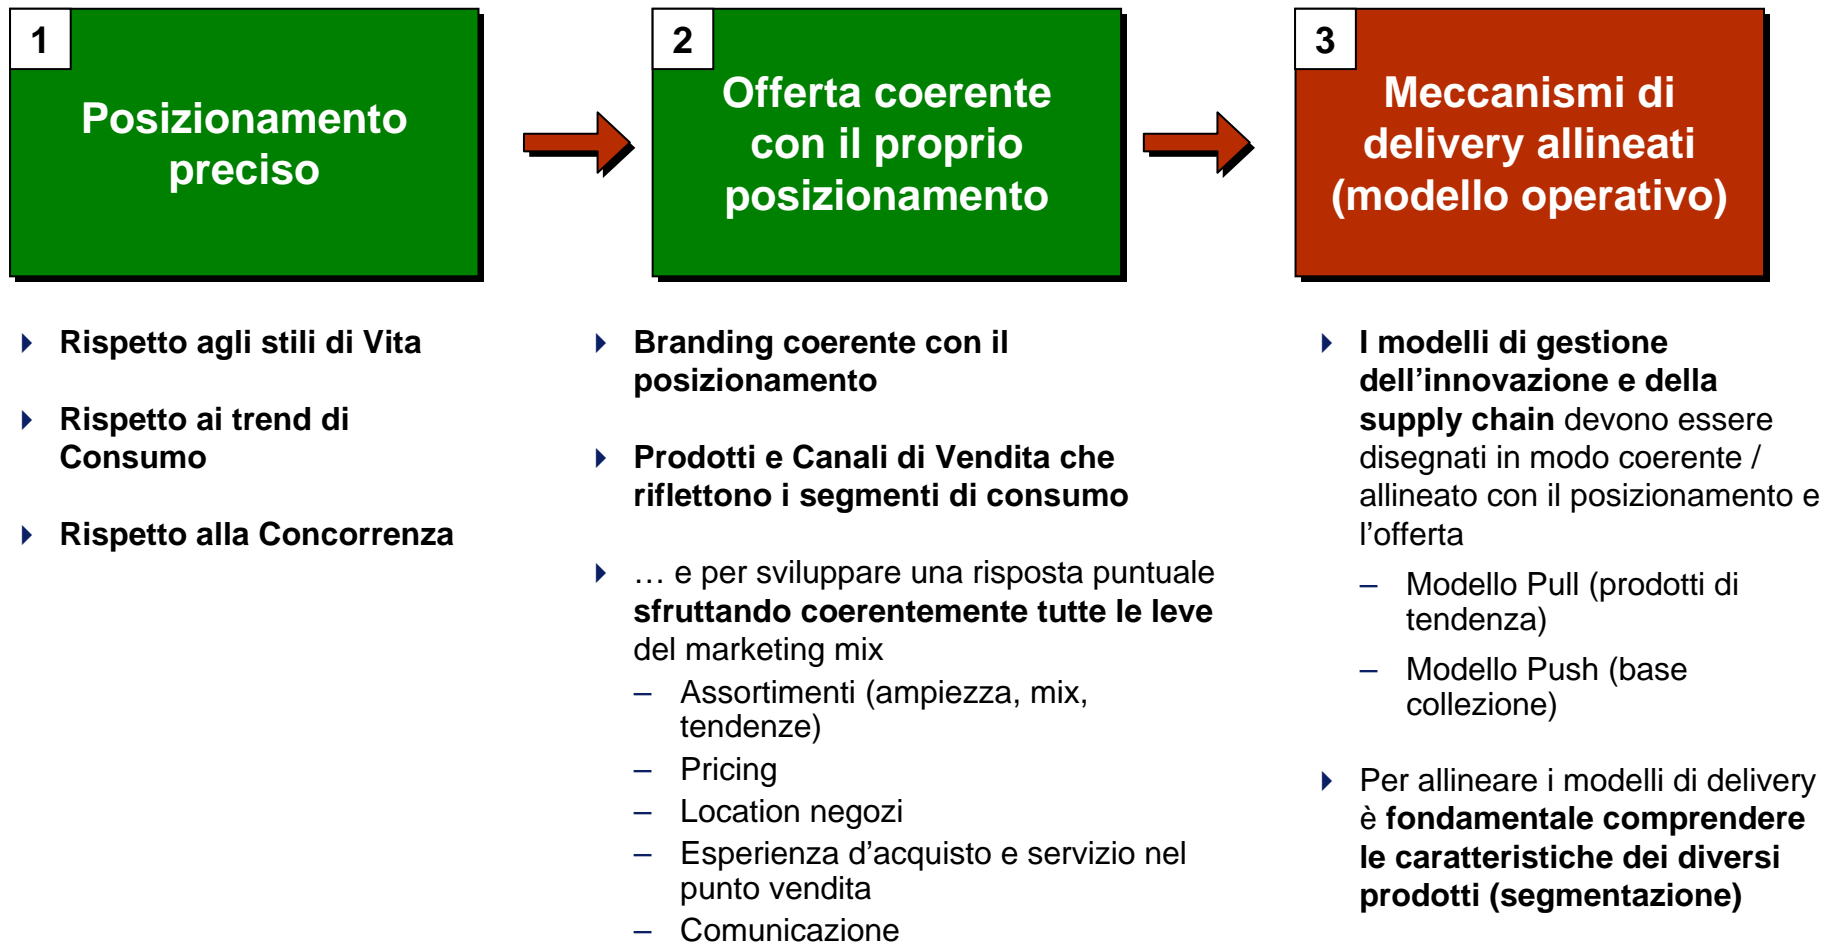 1
Posizionamento
preciso
Rispetto agli stili di Vita
Rispetto ai trend di
Consumo
Rispetto alla Concorrenza
2
Offerta coerente
con il proprio
posizionamento
Branding coerente con il
posizionamento
Prodotti e Canali di Vendita che
riflettono i segmenti di consumo
… e per sviluppare una risposta puntuale
sfruttando coerentemente tutte le leve
del marketing mix
– Assortimenti (ampiezza, mix,
tendenze)
– Pricing
– Location negozi
– Esperienza d'acquisto e servizio nel
punto vendita
– Comunicazione
3
Meccanismi di
delivery allineati
(modello operativo)
I modelli di gestione
dell'innovazione e della
supply chain devono essere
disegnati in modo coerente /
allineato con il posizionamento e
l'offerta
– Modello Pull (prodotti di
tendenza)
– Modello Push (base
collezione)
Per allineare i modelli di delivery
è fondamentale comprendere
le caratteristiche dei diversi
prodotti (segmentazione)